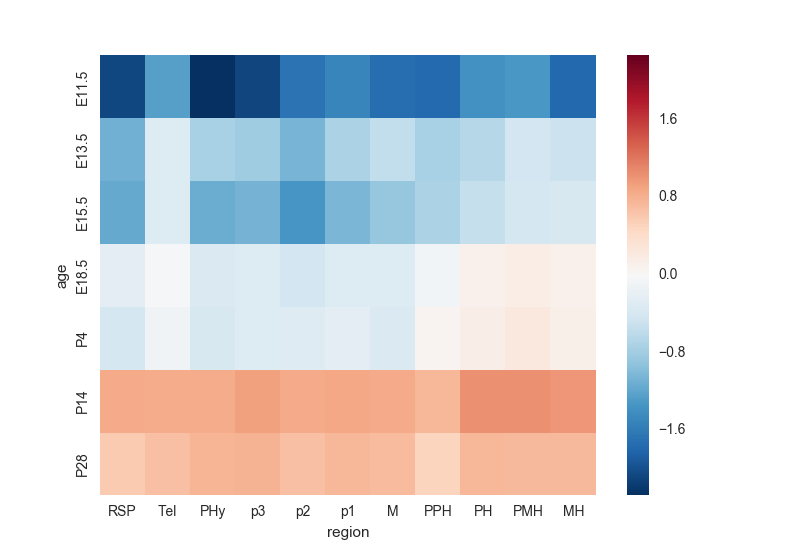 E11.5
E13.5
E15.5
E18.5
P4
P14
P28
age
RSP Tel PHy p3 p2 p1 M PPH PH PMH MH
region
1.6
0.8
0.0
−0.8
−1.6